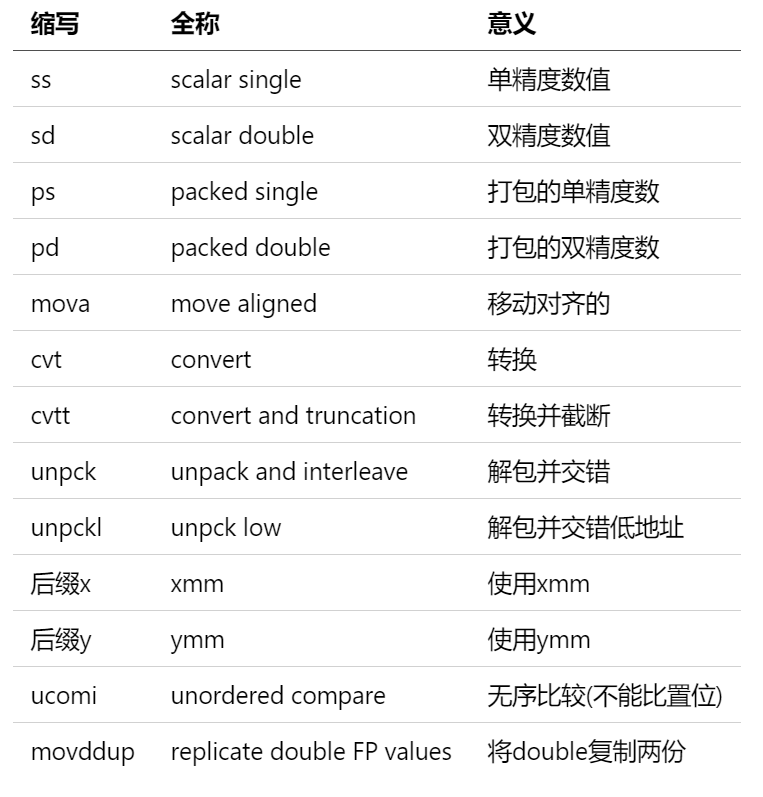 缩写 全称 意义
ss scalar single 单精度数值
sd scalar double 双精度数值
ps packed single 打包的单精度数
pd packed double 打包的双精度数
mova move aligned 移动对齐的
cvt convert 转换
cvtt convert and truncation 转换并截断
unpck unpack and interleave 解包并交错
unpckl unpck low 解包并交错低地址
后缀x xmm 使用xmm
后缀y ymm 使用ymm
ucomi unordered compare 无序比较(不能比置位)
movddup replicate double FP values 将double复制两份